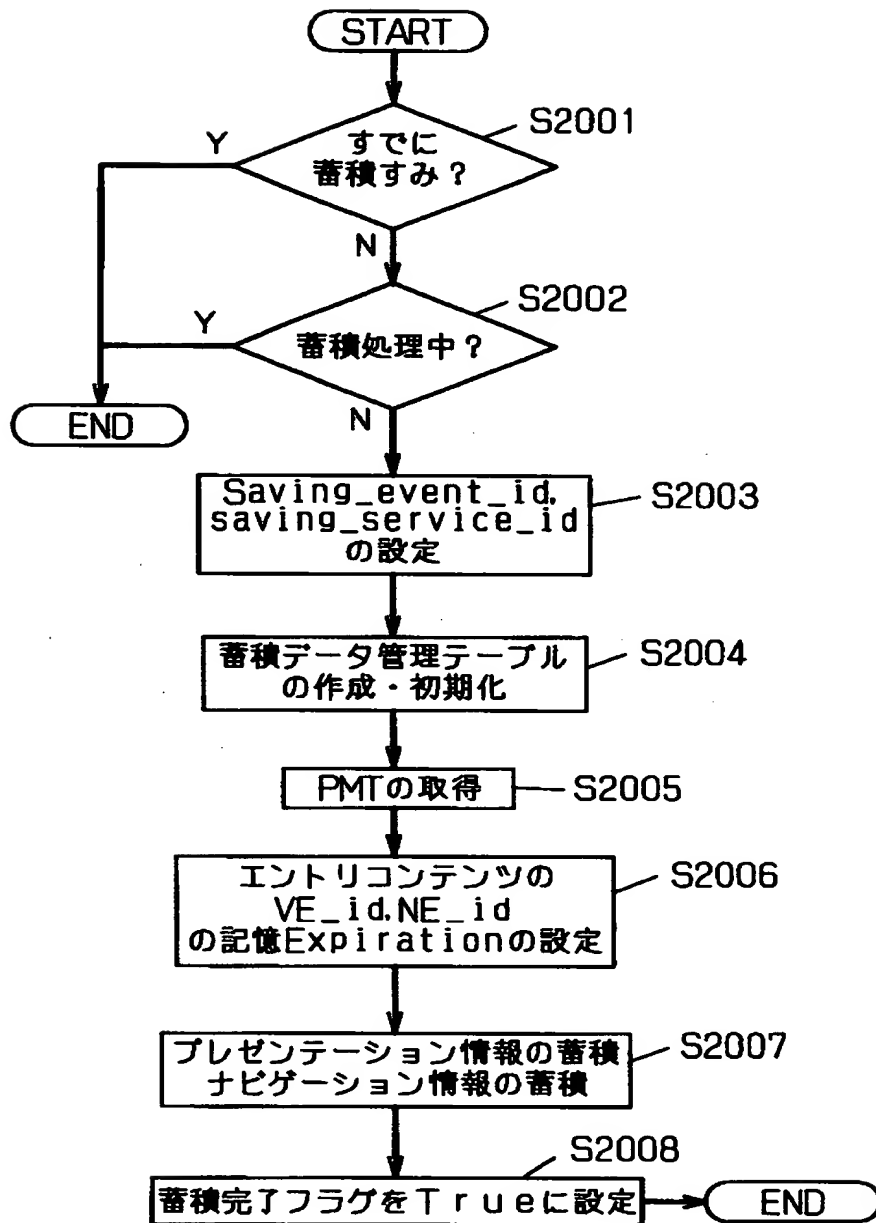 START
S2001
Y
すでに
蓄積すみ？
N
S2002
Y
蓄積処理中？
END
N
Saving_event_id.
saving_service_id
の設定
S2003
蓄積データ管理テーブル
の作成・初期化
S2004
PMTの取得
S2005
エントリコンテンツの
VE_id.NE_id
の記憶Expirationの設定
S2006
プレゼンテーション情報の蓄積
ナビゲーション情報の蓄積
S2007
S2008
蓄積完了フラグをTrueに設定
END